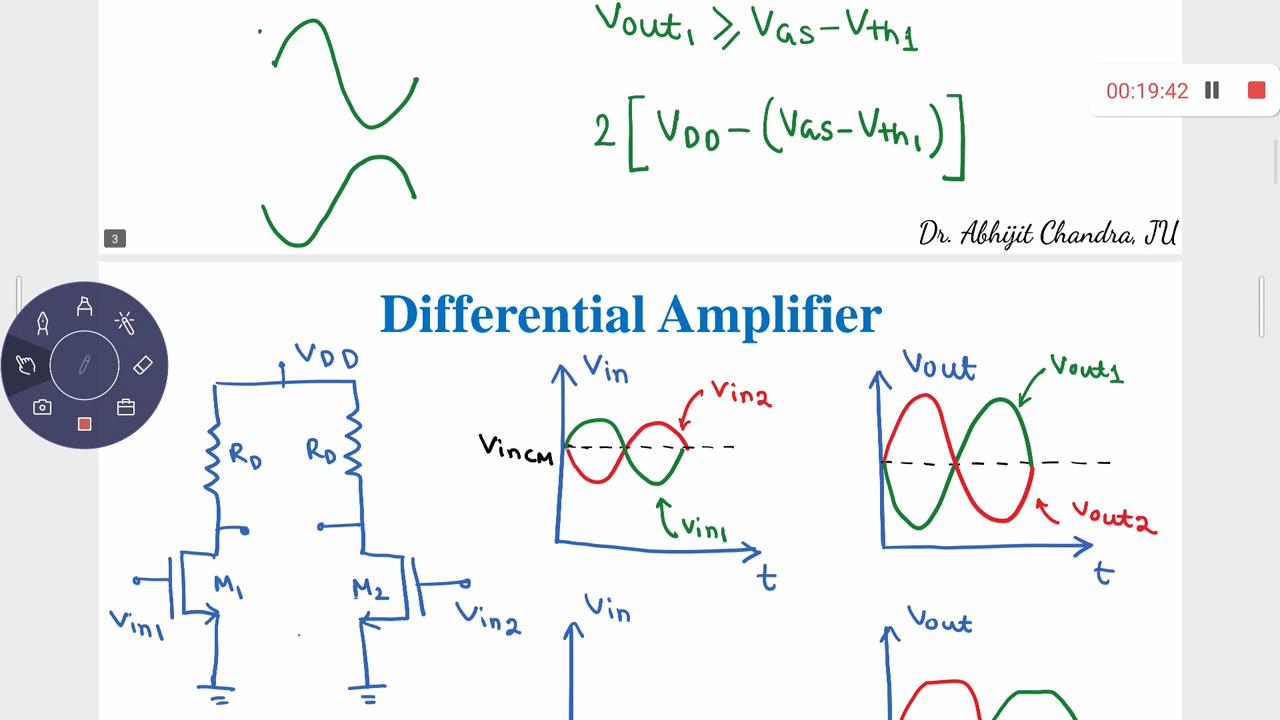 Vout1 ⩾ VGS-Vth1
00:19:42
2[VDD-(VGS-Vth1)]
Dr. Abhijit Chandra, JU
3
Differential Amplifier
VDD
Vin
Vin2
Vout
Vout1
RD
RD
VinCM
Vin1
Vout2
t
t
M1
M2
Vin1
Vin2
Vin
Vout